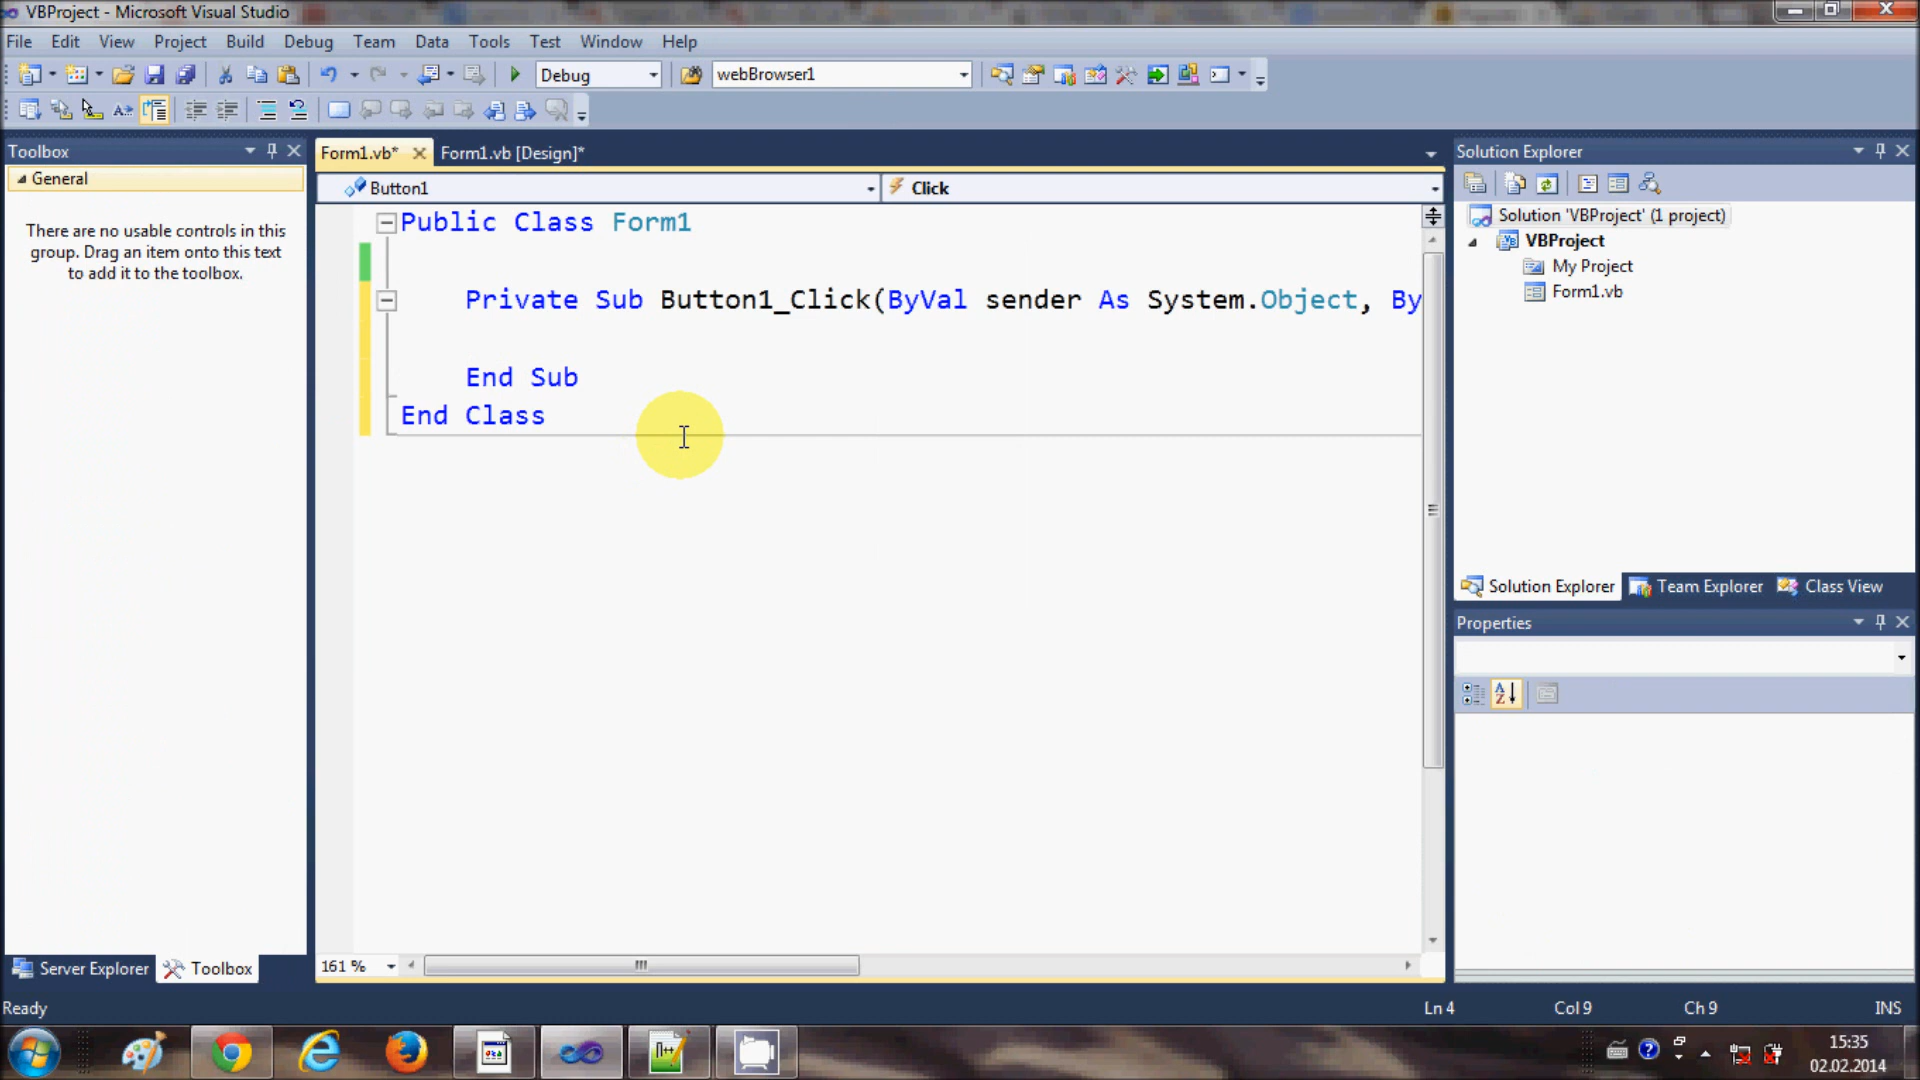 VBProject - Microsoft Visual Studio
File Edit View Project Build Debug Team Data Tools Test Window Help
Debug webBrowser1
Toolbox
General
There are no usable controls in this
group. Drag an item onto this text
to add it to the toolbox.
Server Explorer Toolbox
Form1.vb* Form1.vb [Design]*
Button1 Click
Public Class Form1
Private Sub Button1_Click(ByVal sender As System.Object, By
End Sub
End Class
161 %
Solution Explorer
Solution 'VBProject' (1 project)
VBProject
My Project
Form1.vb
Solution Explorer Team Explorer Class View
Properties
Ready Ln 4 Col 9 Ch 9 INS
15:35
02.02.2014